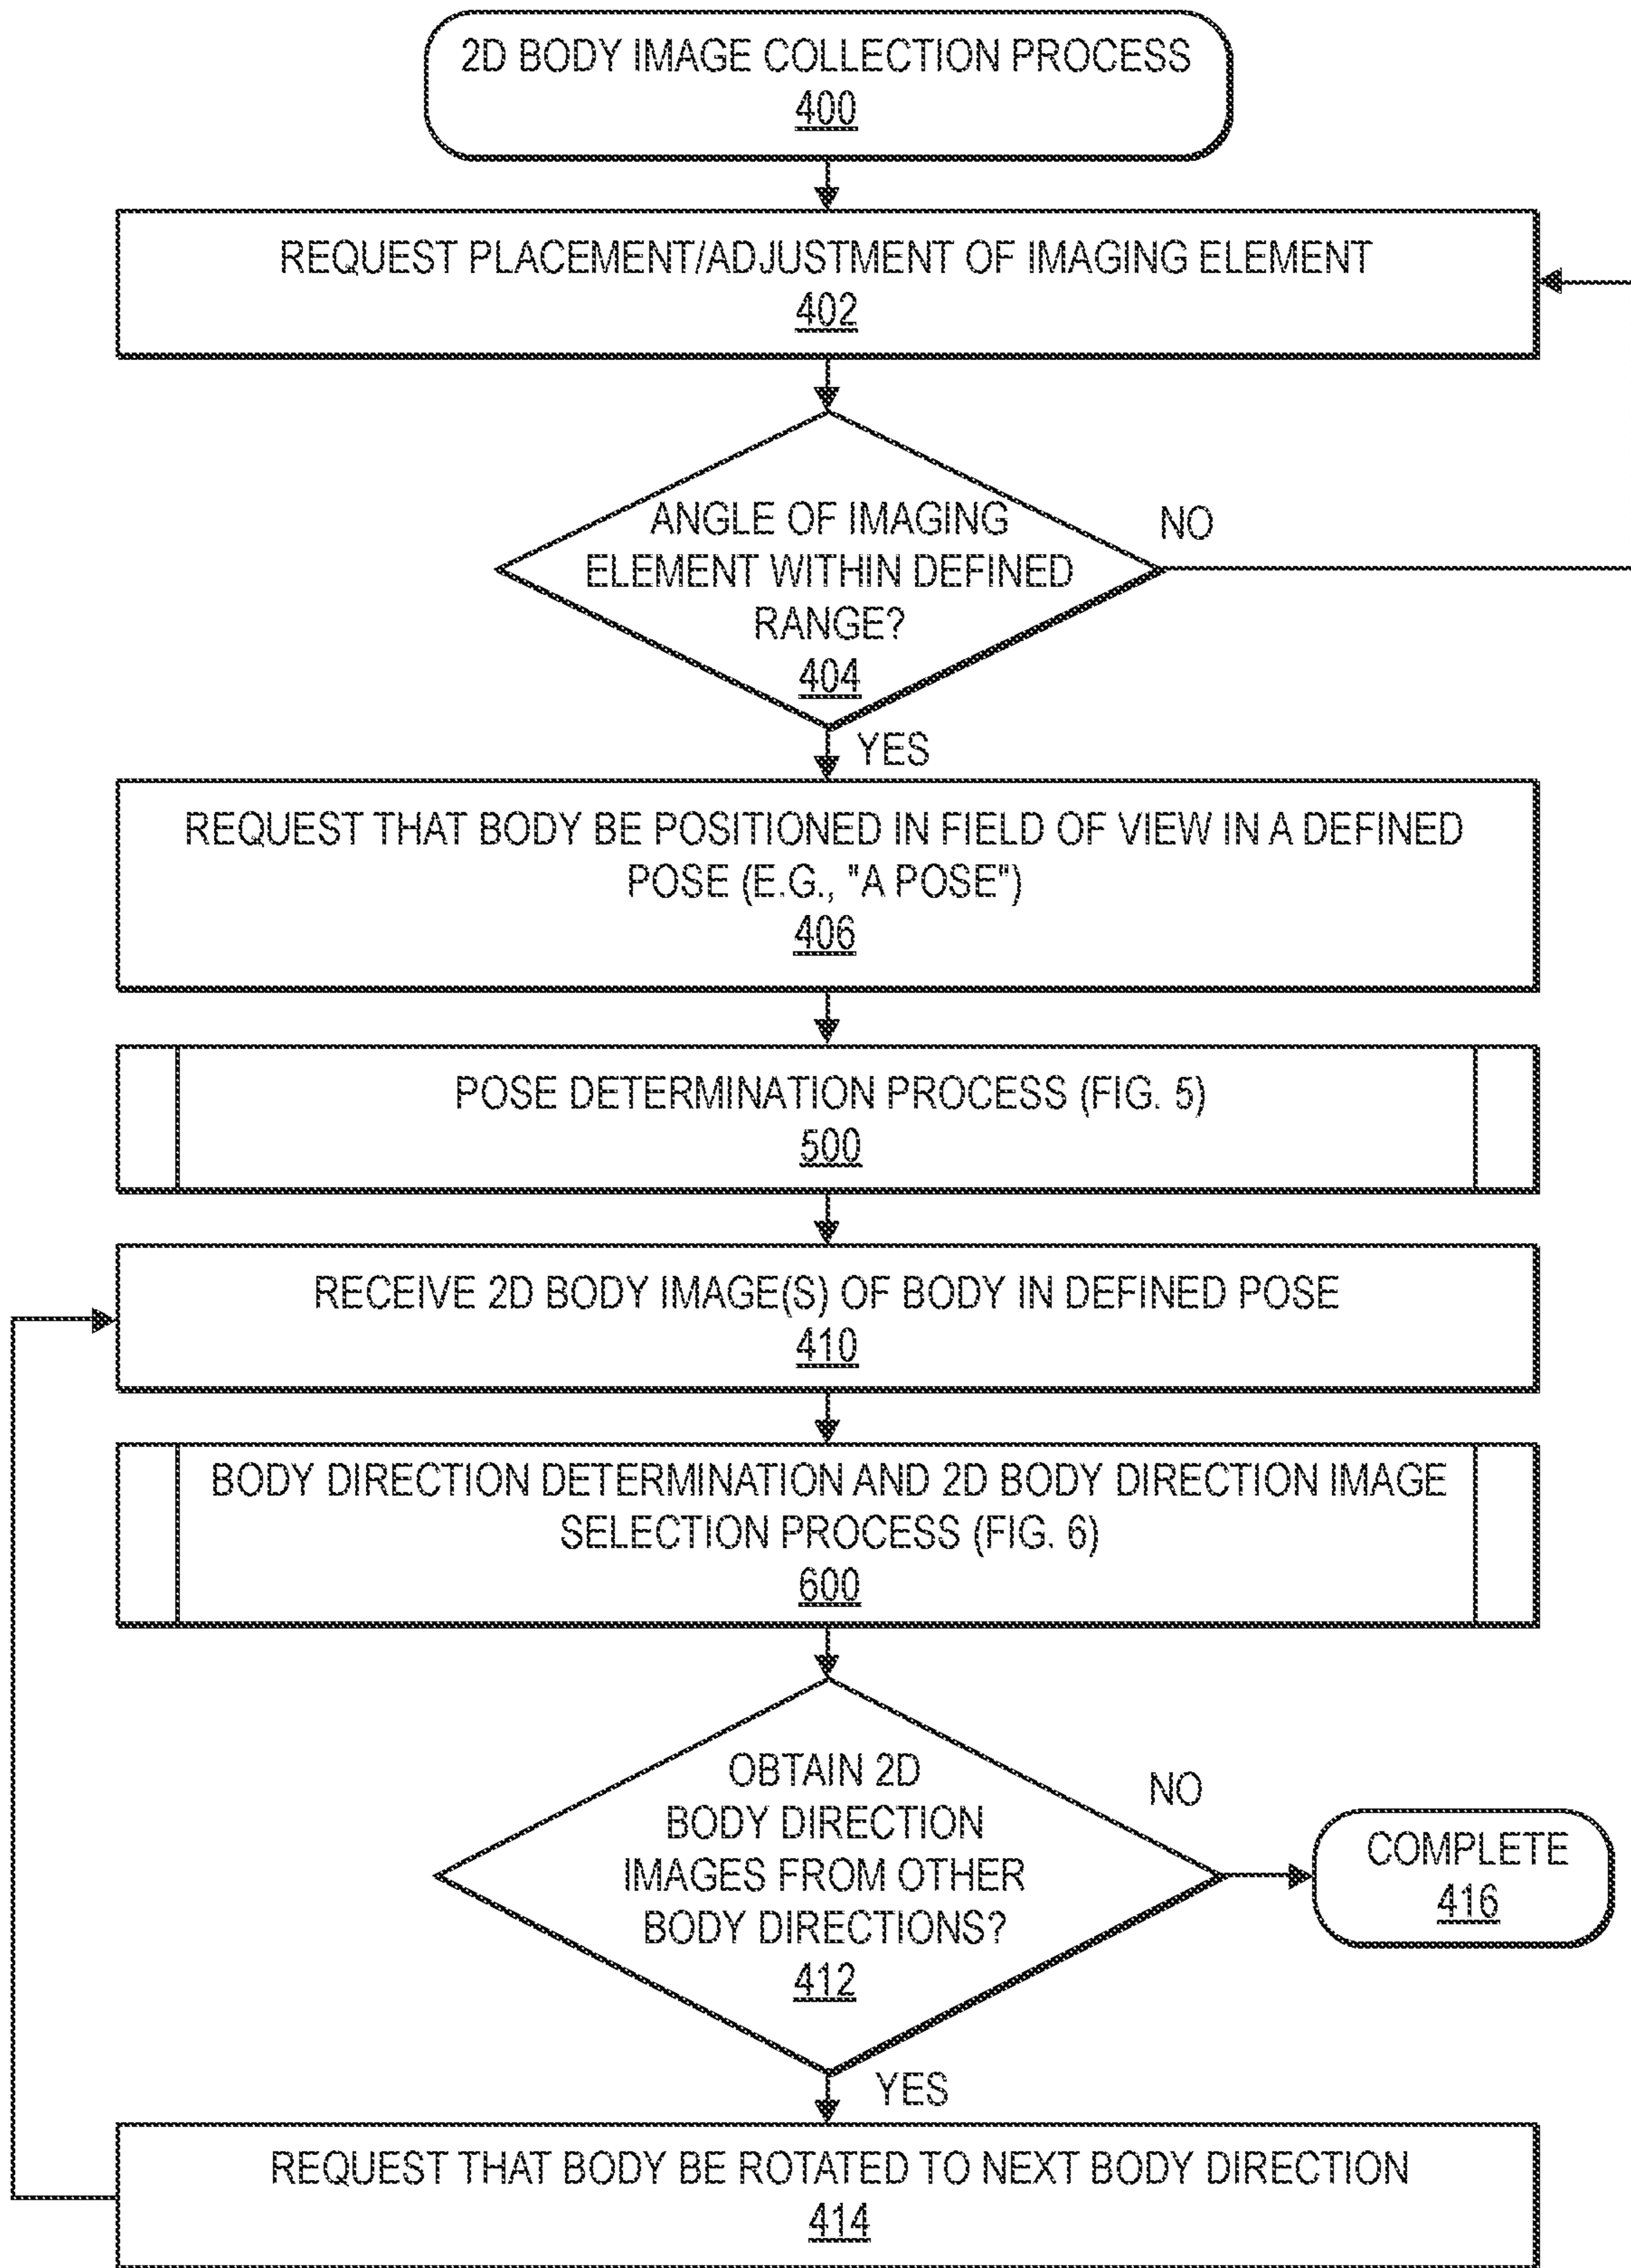 2D BODY IMAGE COLLECTION PROCESS
400
REQUEST PLACEMENT/ADJUSTMENT OF IMAGING ELEMENT
402
ANGLE OF IMAGING
ELEMENT WITHIN DEFINED
RANGE?
404
NO
YES
REQUEST THAT BODY BE POSITIONED IN FIELD OF VIEW IN A DEFINED
POSE (E.G., "A POSE")
406
POSE DETERMINATION PROCESS (FIG. 5)
500
RECEIVE 2D BODY IMAGE(S) OF BODY IN DEFINED POSE
410
BODY DIRECTION DETERMINATION AND 2D BODY DIRECTION IMAGE
SELECTION PROCESS (FIG. 6)
600
OBTAIN 2D
BODY DIRECTION
IMAGES FROM OTHER
BODY DIRECTIONS?
412
NO
COMPLETE
416
YES
REQUEST THAT BODY BE ROTATED TO NEXT BODY DIRECTION
414